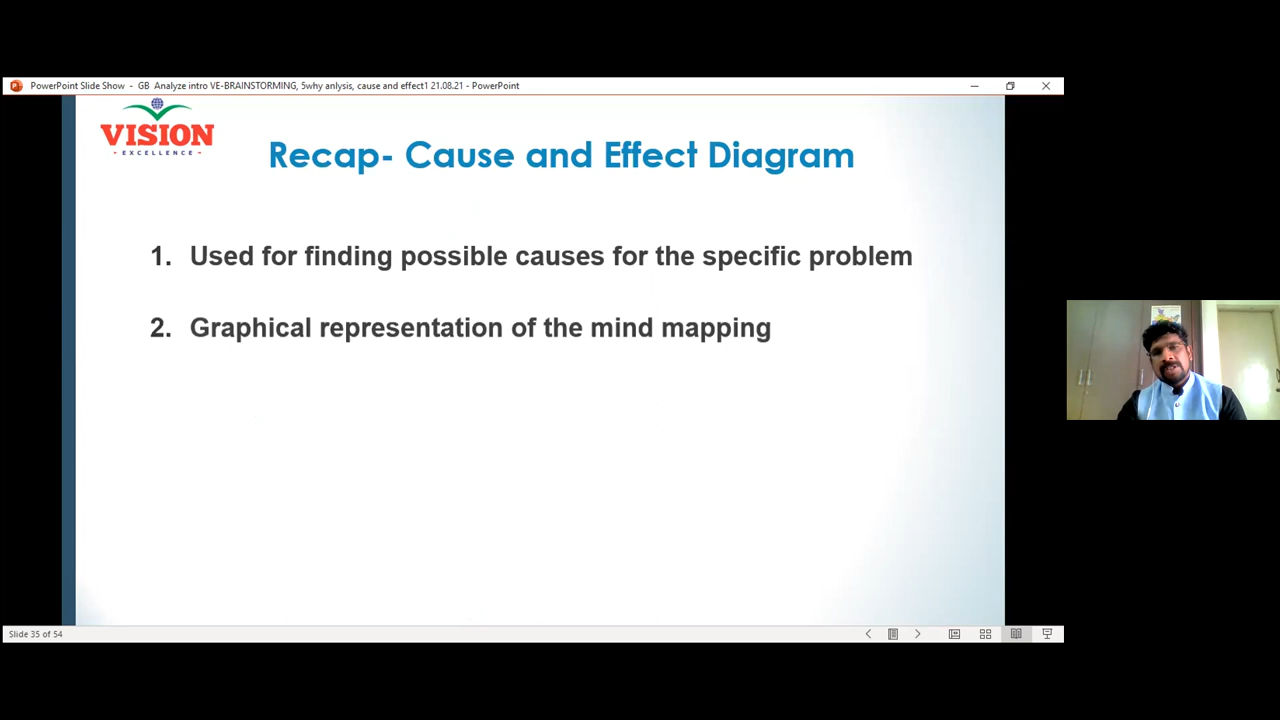 PowerPoint Slide Show - GB Analyze intro VE-BRAINSTORMING, 5why anlysis, cause and effect1 21.08.21 - PowerPoint
VISION
- EXCELLENCE -
Recap- Cause and Effect Diagram
1. Used for finding possible causes for the specific problem
2. Graphical representation of the mind mapping
Slide 35 of 54